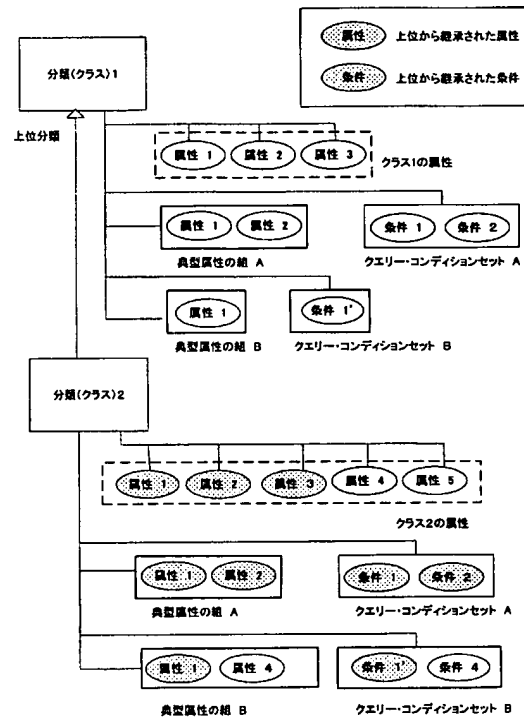 属性 上位から継承された属性
条件 上位から継承された条件
分類(クラス)1
上位分類
属性 1 属性 2 属性 3
クラス1の属性
属性 1 属性 2
条件 1 条件 2
典型属性の組 A
クエリー・コンディションセット A
属性 1
条件 1'
典型属性の組 B
クエリー・コンディションセット B
分類(クラス)2
属性 1 属性 2 属性 3 属性 4 属性 5
クラス2の属性
属性 1 属性 2
条件 1 条件 2
典型属性の組 A
クエリー・コンディションセット A
属性 1 属性 4
条件 1' 条件 4
典型属性の組 B
クエリー・コンディションセット B